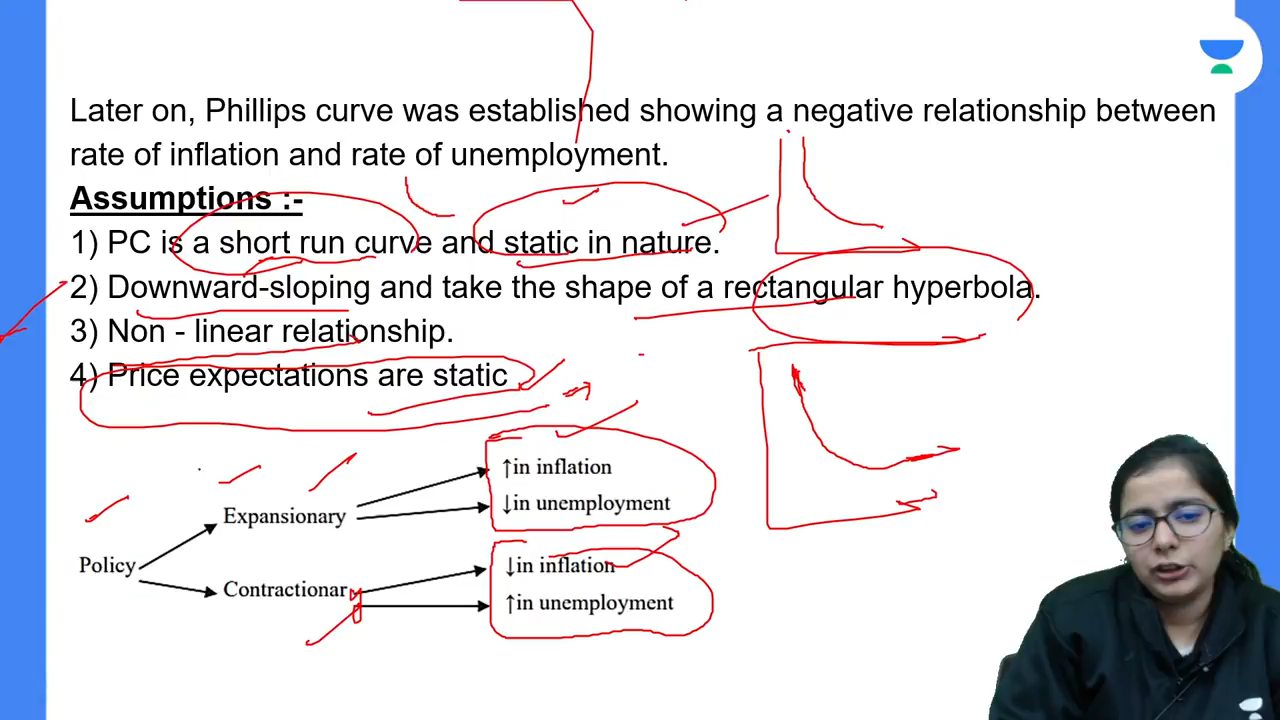 Later on, Phillips curve was established showing a negative relationship between
rate of inflation and rate of unemployment.
Assumptions :-
1) PC is a short run curve and static in nature.
2) Downward-sloping and take the shape of a rectangular hyperbola.
3) Non - linear relationship.
4) Price expectations are static
↑in inflation
↓in unemployment
Expansionary
Policy
Contractionary
↓in inflation
↑in unemployment